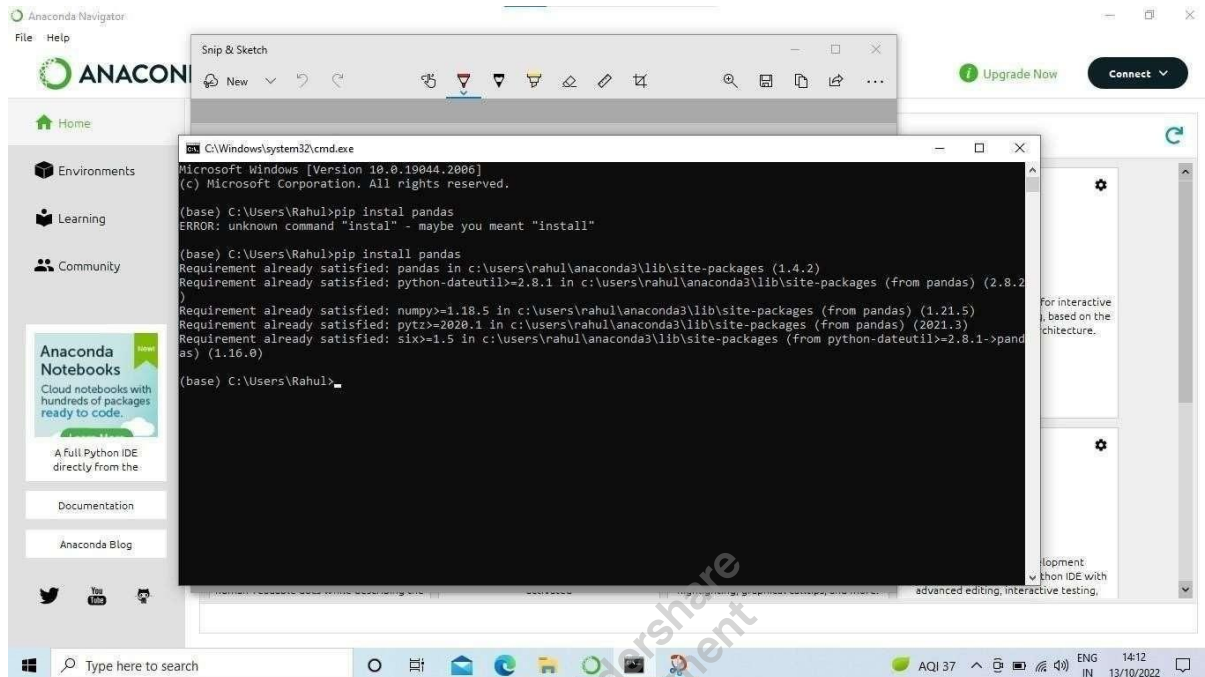 Anaconda Navigator
File Help
ANACON
Upgrade Now
Connect
Snip & Sketch
New
Home
Environments
Learning
Community
C:\Windows\system32\cmd.exe
Microsoft Windows [Version 10.0.19044.2006]
(c) Microsoft Corporation. All rights reserved.
(base) C:\Users\Rahul>pip instal pandas
ERROR: unknown command "instal" - maybe you meant "install"
(base) C:\Users\Rahul>pip install pandas
Requirement already satisfied: pandas in c:\users\rahul\anaconda3\lib\site-packages (1.4.2)
Requirement already satisfied: python-dateutil>=2.8.1 in c:\users\rahul\anaconda3\lib\site-packages (from pandas) (2.8.2
)
Requirement already satisfied: numpy>=1.18.5 in c:\users\rahul\anaconda3\lib\site-packages (from pandas) (1.21.5)
Requirement already satisfied: pytz>=2020.1 in c:\users\rahul\anaconda3\lib\site-packages (from pandas) (2021.3)
Requirement already satisfied: six>=1.5 in c:\users\rahul\anaconda3\lib\site-packages (from python-dateutil>=2.8.1->pand
as) (1.16.0)
(base) C:\Users\Rahul>
for interactive
, based on the
rchitecture.
Anaconda
Notebooks
New!
Cloud notebooks with
hundreds of packages
ready to code.
A full Python IDE
directly from the
Documentation
Anaconda Blog
You
Tube
lopment
thon IDE with
advanced editing, interactive testing,
Type here to search
AQI 37
ENG
IN
14:12
13/10/2022